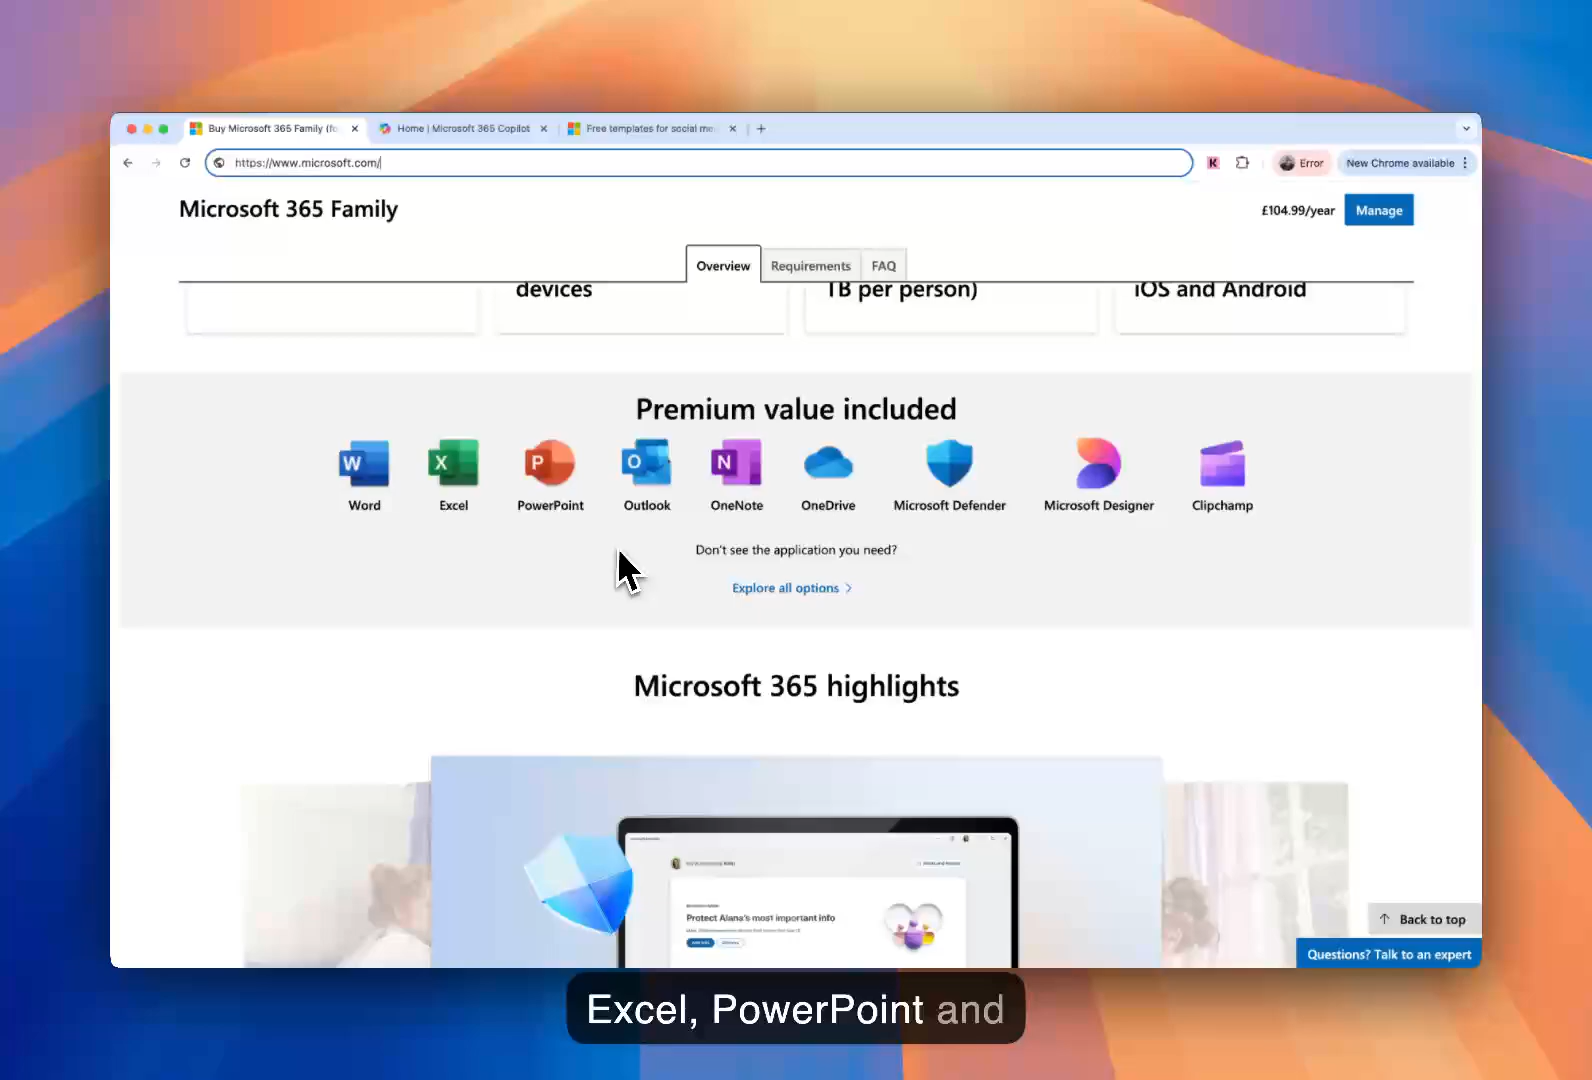 Buy Microsoft 365 Family (fo
Home | Microsoft 365 Copilot
Free templates for social me
https://www.microsoft.com/
K
Error
New Chrome available
Microsoft 365 Family
£104.99/year
Manage
Overview
Requirements
FAQ
devices
TB per person)
iOS and Android
Premium value included
W
X
P
O
N
Word
Excel
PowerPoint
Outlook
OneNote
OneDrive
Microsoft Defender
Microsoft Designer
Clipchamp
Don't see the application you need?
Explore all options
Microsoft 365 highlights
Protect Alana's most important info
Back to top
Questions? Talk to an expert
Excel, PowerPoint and